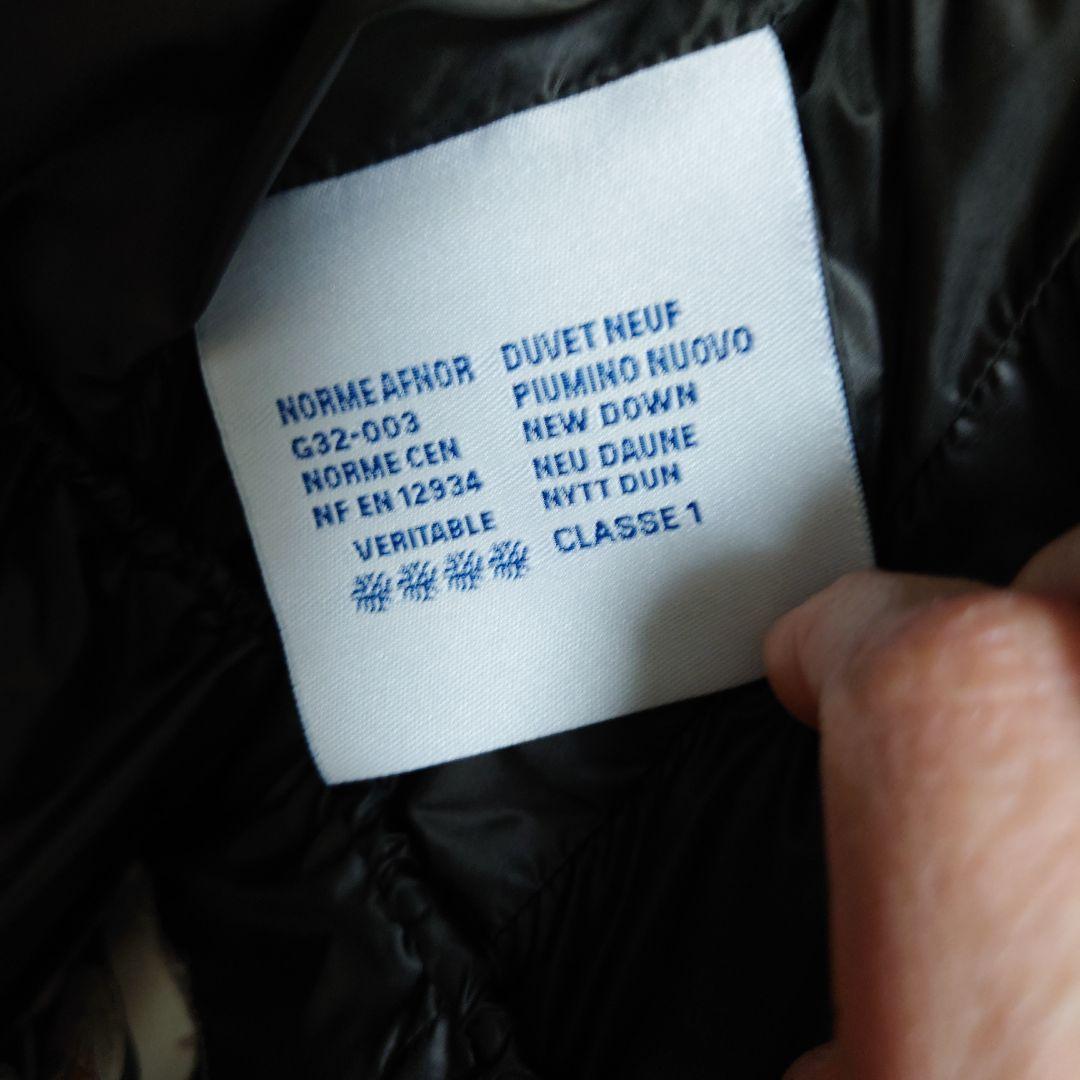 NORME AFNOR
G32-003
NORME CEN
NF EN 12934
VERITABLE
DUVET NEUF
PIUMINO NUOVO
NEW DOWN
NEU DAUNE
NYTT DUN
CLASSE 1